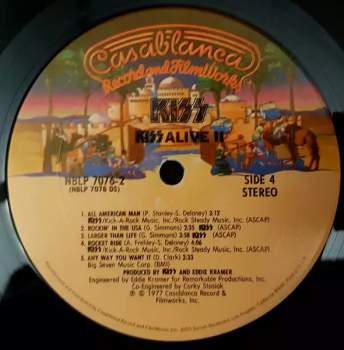 Casablanca
Record and FilmWorks
KISS
KISS ALIVE II
NBLP 7076-2
(NBLP 7076 DS)
SIDE 4
STEREO
1. ALL AMERICAN MAN (P. Stanley-S. Delaney) 3:12
KISS/Kick-A-Rock Music, Inc./Rock Steady Music, Inc. (ASCAP)
2. ROCKIN' IN THE USA (G. Simmons) 2:35 KISS (ASCAP)
3. LARGER THAN LIFE (G. Simmons) 3:58 KISS (ASCAP)
4. ROCKET RIDE (A. Frehley-S. Delaney) 4:06
KISS/Kick-A-Rock Music, Inc./Rock Steady Music, Inc. (ASCAP)
5. ANY WAY YOU WANT IT (D. Clark) 3:33
Big Seven Music Corp. (BMI)
PRODUCED BY KISS AND EDDIE KRAMER
Engineered by Eddie Kramer for Remarkable Productions, Inc.
Co-Engineered by Corky Stasiak
℗ © 1977 Casablanca Record &
Filmworks, Inc.